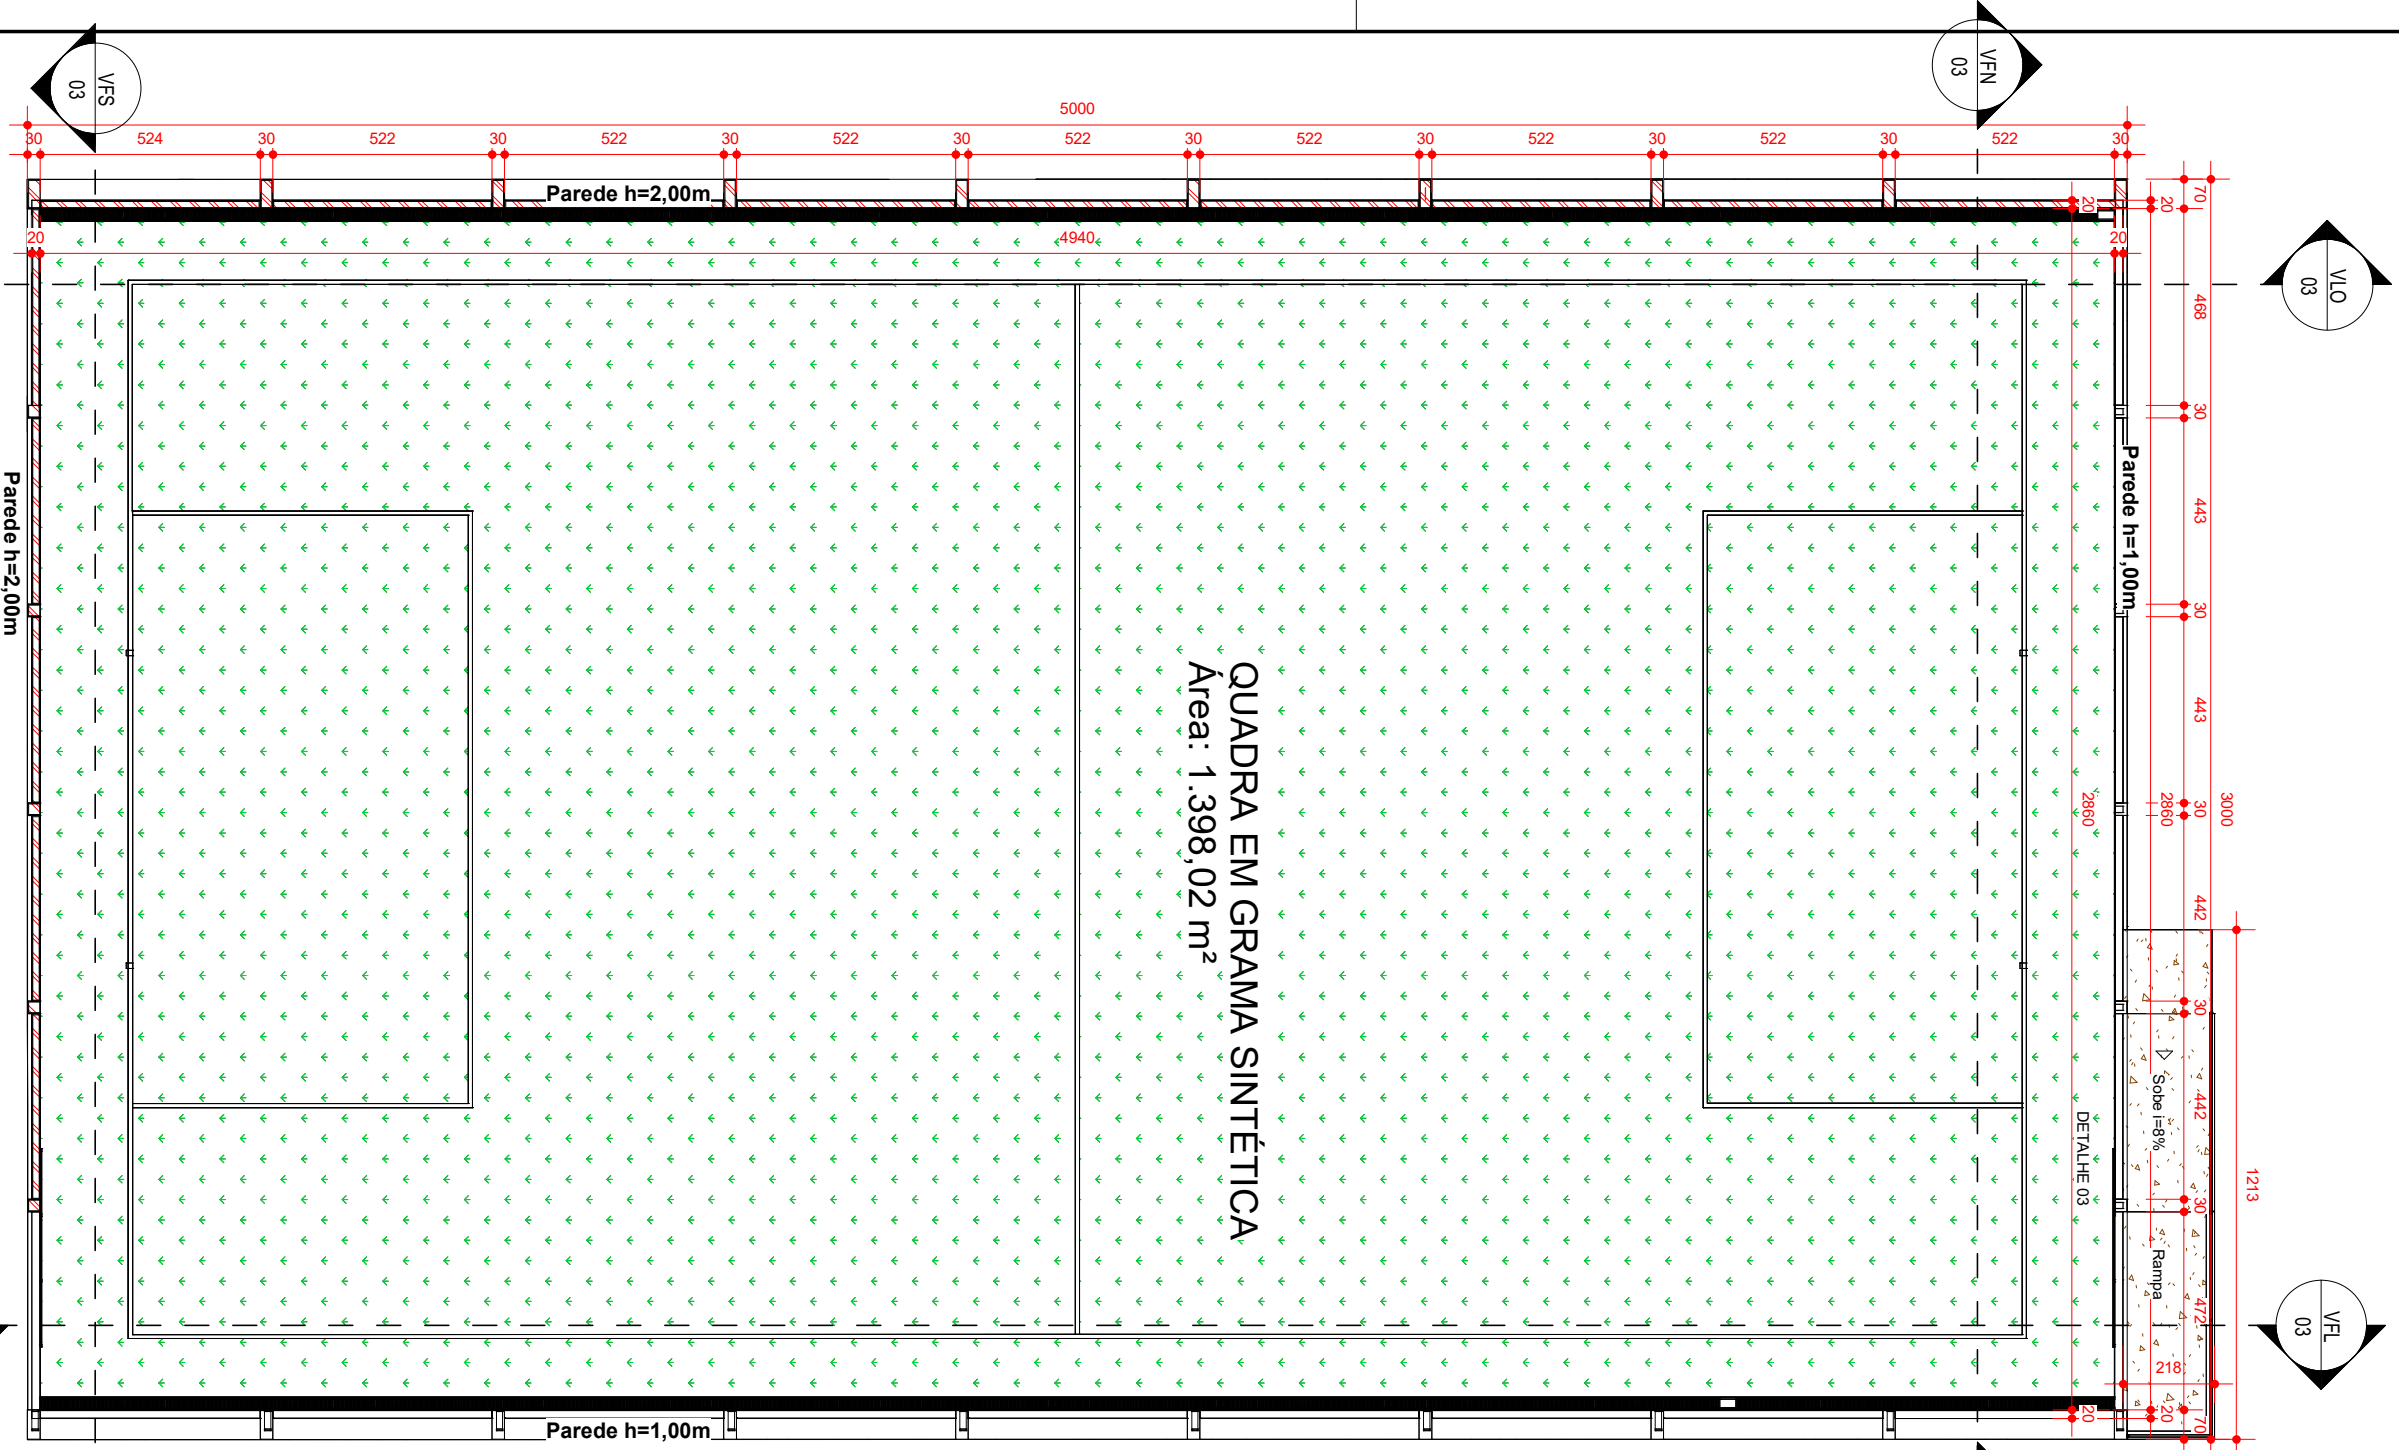 VFS
03
VFN
03
5000
30 524 30 522 30 522 30 522 30 522 30 522 30 522 30 522 30 522 30
Parede h=2,00m
20 4940 20
VLO
03
70
20
20
468
30
443
30
443
30
442
30
442
30
472
70
20
20
3000
2860
2860
1213
218
Parede h=2,00m
Parede h=1,00m
QUADRA EM GRAMA SINTÉTICA
Área: 1.398,02 m²
DETALHE 03
Sobe i=8%
Rampa
VFL
03
Parede h=1,00m